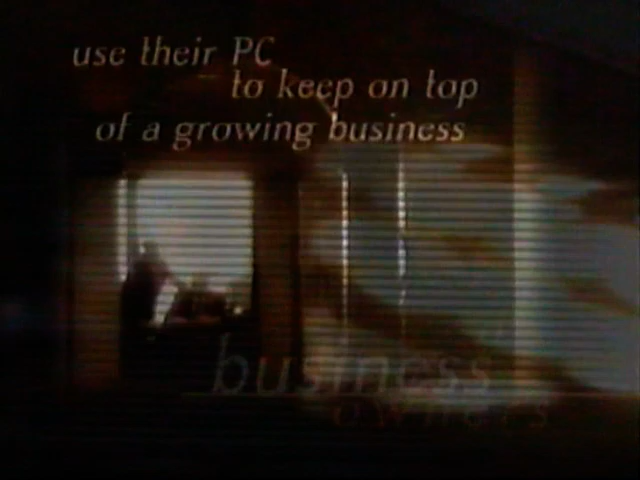 use their PC
to keep on top
of a growing business
business
owners